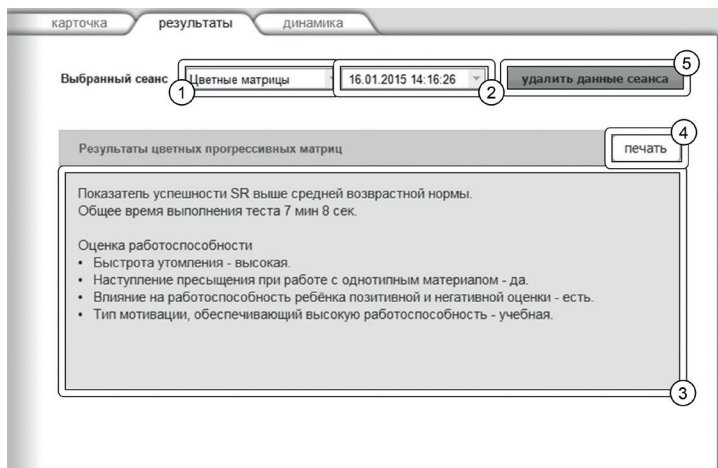 карточка результаты динамика
Выбранный сеанс Цветные матрицы 16.01.2015 14:16:26 удалить данные сеанса
1 2 5
Результаты цветных прогрессивных матриц печать
4
Показатель успешности SR выше средней возврастной нормы.
Общее время выполнения теста 7 мин 8 сек.
Оценка работоспособности
• Быстрота утомления - высокая.
• Наступление пресыщения при работе с однотипным материалом - да.
• Влияние на работоспособность ребёнка позитивной и негативной оценки - есть.
• Тип мотивации, обеспечивающий высокую работоспособность - учебная.
3